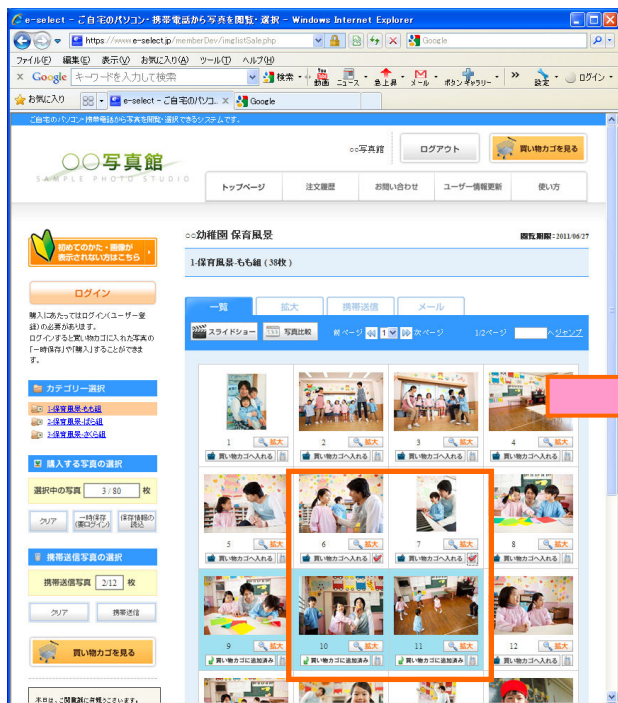 e-select - ご自宅のパソコン・携帯電話から写真を閲覧・選択 - Windows Internet Explorer
https://www.e-select.jp/memberDev/imglistSale.php
Google
ファイル(F) 編集(E) 表示(V) お気に入り(A) ツール(T) ヘルプ(H)
× Google キーワードを入力して検索 検索 動画 ニュース 急上昇 メール ボタンギャラリー » 設定 ログイン
お気に入り e-select - ご自宅のパソコ... × Google
ご自宅のパソコン・携帯電話から写真を閲覧・選択できるシステムです。
○○写真館
SAMPLE PHOTO STUDIO
○○写真館 ログアウト 買い物カゴを見る
トップページ 注文履歴 お問い合わせ ユーザー情報更新 使い方
初めてのかた・画像が
表示されない方はこちら
○○幼稚園 保育風景
閲覧期限:2011/06/27
1-保育風景-もも組 ( 38枚 )
ログイン
購入にあたってはログイン(ユーザー登
録)の必要があります。
ログインすると買い物カゴに入れた写真の
「一時保存」や「購入」することができま
す。
一覧 拡大 携帯送信 メール
スライドショー 写真比較 前ページ 1 次ページ 1/2ページ へジャンプ
カテゴリー選択
1-保育風景-もも組
2-保育風景-ばら組
3-保育風景-さくら組
購入する写真の選択
選択中の写真 3 / 80 枚
クリア 一時保存
(要ログイン) 保存情報の
読込
携帯送信写真の選択
携帯送信写真 2/12 枚
クリア 携帯送信
買い物カゴを見る
本日は、ご閲覧誠に有難うございます。
1 拡大 2 拡大 3 拡大 4 拡大
買い物カゴへ入れる 買い物カゴへ入れる 買い物カゴへ入れる 買い物カゴへ入れる
5 拡大 6 拡大 7 拡大 8 拡大
買い物カゴへ入れる 買い物カゴへ入れる 買い物カゴへ入れる 買い物カゴへ入れる
9 拡大 10 拡大 11 拡大 12 拡大
買い物カゴに追加済み 買い物カゴに追加済み 買い物カゴに追加済み 買い物カゴへ入れる